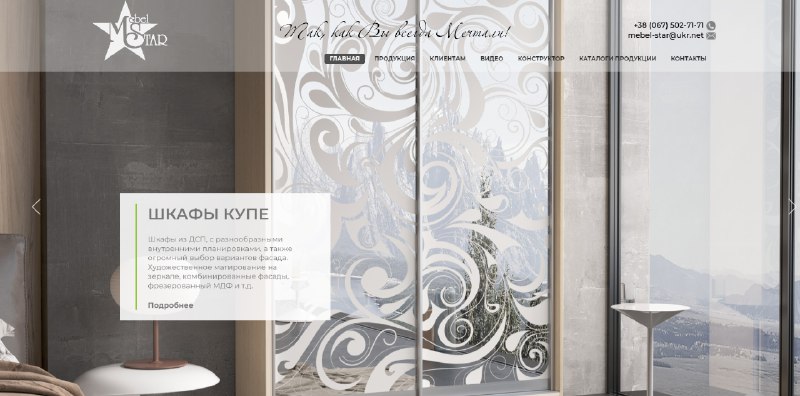 Mebel
STAR
Так, как Вы всегда Мечтали!
+38 (067) 502-71-71
mebel-star@ukr.net
ГЛАВНАЯ ПРОДУКЦИЯ КЛИЕНТАМ ВИДЕО КОНСТРУКТОР КАТАЛОГИ ПРОДУКЦИИ КОНТАКТЫ
ШКАФЫ КУПЕ
Шкафы из ДСП, с разнообразными
внутренними планировками, а также
огромный выбор вариантов фасада.
Художественное матирование на
зеркале, комбинированные фасады,
фрезерованный МДФ и т.д.
Подробнее